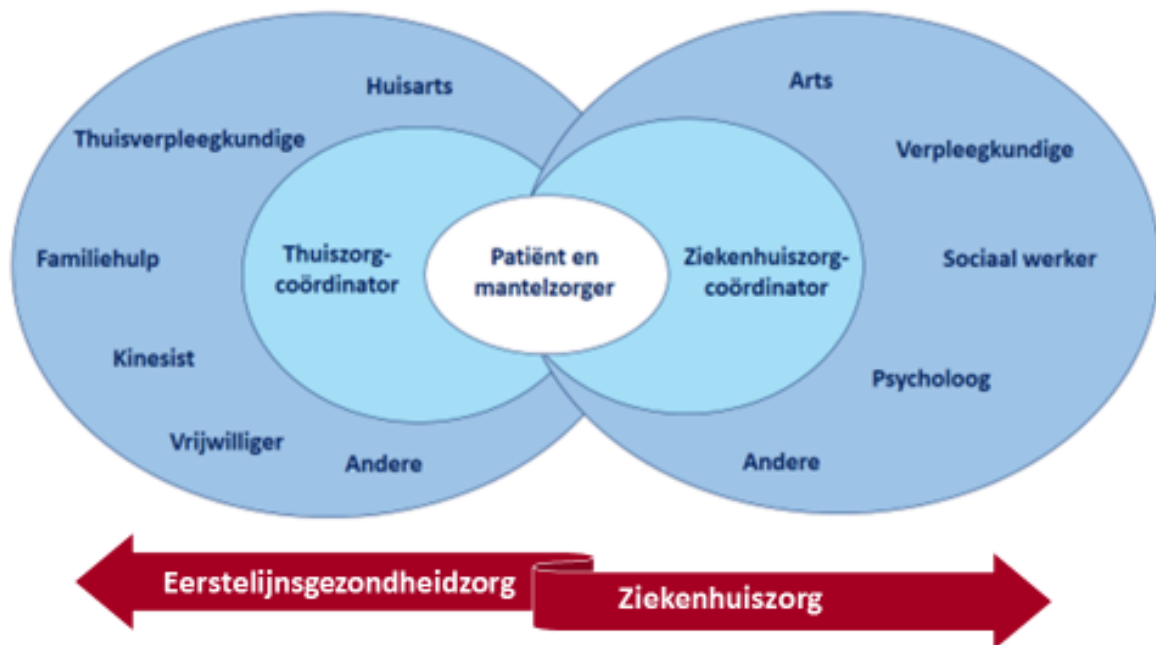 Huisarts
Thuisverpleegkundige
Familiehulp
Kinesist
Vrijwilliger
Andere
Thuiszorg-
coördinator
Patiënt en
mantelzorger
Ziekenhuiszorg-
coördinator
Arts
Verpleegkundige
Sociaal werker
Psycholoog
Andere
Eerstelijnsgezondheidzorg
Ziekenhuiszorg